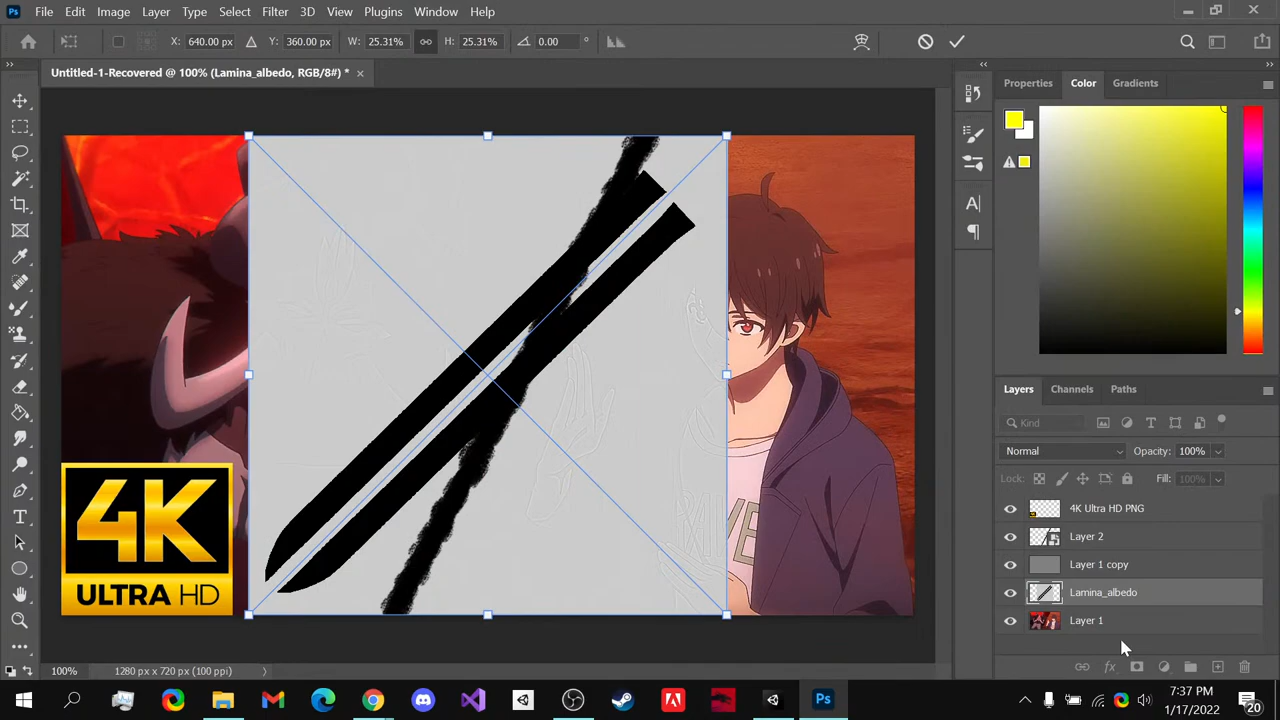 Ps File Edit Image Layer Type Select Filter 3D View Plugins Window Help
X: 640.00 px Y: 360.00 px W: 25.31% H: 25.31% 0.00 °
Untitled-1-Recovered @ 100% (Lamina_albedo, RGB/8#) *
Properties Color Gradients
Layers Channels Paths
Kind
Normal Opacity: 100%
Lock: Fill: 100%
4K Ultra HD PNG
Layer 2
Layer 1 copy
Lamina_albedo
Layer 1
4K
ULTRA HD
100% 1280 px x 720 px (100 ppi)
fx
Ps
7:37 PM
1/17/2022
20